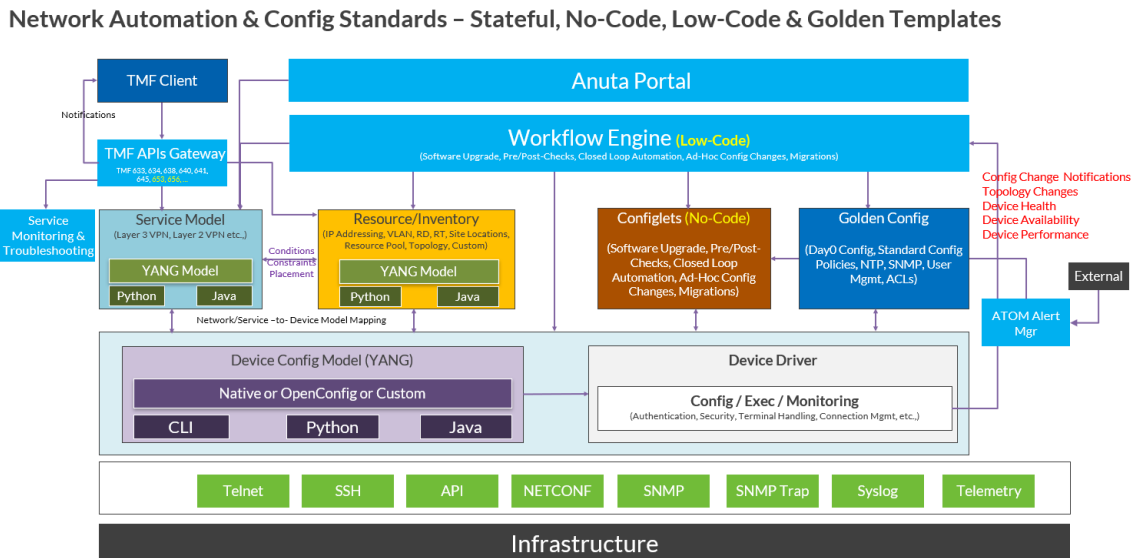 Network Automation & Config Standards – Stateful, No-Code, Low-Code & Golden Templates
TMF Client
Anuta Portal
Notifications
Workflow Engine (Low-Code)
(Software Upgrade, Pre/Post-Checks, Closed Loop Automation, Ad-Hoc Config Changes, Migrations)
TMF APIs Gateway
TMF 633, 634, 638, 640, 641,
645, 653, 656, ...
Config Change Notifications
Topology Changes
Device Health
Device Availability
Device Performance
Service
Monitoring &
Troubleshooting
Service Model
(Layer 3 VPN, Layer 2 VPN etc.,)
YANG Model
Python
Java
Conditions
Constraints
Placement
Resource/Inventory
(IP Addressing, VLAN, RD, RT, Site Locations,
Resource Pool, Topology, Custom)
YANG Model
Python
Java
Configlets (No-Code)
(Software Upgrade, Pre/Post-
Checks, Closed Loop
Automation, Ad-Hoc Config
Changes, Migrations)
Golden Config
(Day0 Config, Standard Config
Policies, NTP, SNMP, User
Mgmt, ACLs)
External
ATOM Alert
Mgr
Network/Service –to- Device Model Mapping
Device Config Model (YANG)
Native or OpenConfig or Custom
CLI
Python
Java
Device Driver
Config / Exec / Monitoring
(Authentication, Security, Terminal Handling, Connection Mgmt, etc.,)
Telnet
SSH
API
NETCONF
SNMP
SNMP Trap
Syslog
Telemetry
Infrastructure